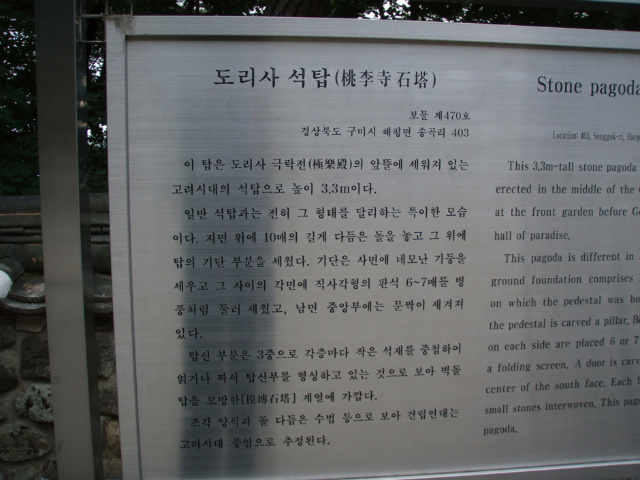 도리사 석탑(桃李寺石塔)
보물 제470호
경상북도 구미시 해평면 송곡리 403
이 탑은 도리사 극락전(極樂殿)의 앞뜰에 세워져 있는
고려시대의 석탑으로 높이 3.3m이다.
일반 석탑과는 전혀 그 형태를 달리하는 특이한 모습
이다. 지면 위에 10매의 길게 다듬은 돌을 놓고 그 위에
탑의 기단 부분을 세웠다. 기단은 사면에 네모난 기둥을
세우고 그 사이의 각면에 직사각형의 판석 6~7매를 병
풍처럼 둘러 세웠고, 남면 중앙부에는 문짝이 새겨져
있다.
탑신 부분은 3중으로 각층마다 작은 석재를 중첩하여
얽거나 짜서 탑신부를 형성하고 있는 것으로 보아 벽돌
탑을 모방한[模塼石塔] 계열에 가깝다.
조각 양식과 돌 다듬은 수법 등으로 보아 건립연대는
고려시대 중엽으로 추정된다.
Stone pagoda
Location: 403, Songgok-ri, Haep
This 3.3m-tall stone pagoda
erected in the middle of the
at the front garden before G
hall of paradise.
This pagoda is different in
ground foundation comprises
on which the pedestal was bu
the pedestal is carved a pillar. Be
on each side are placed 6 or 7
a folding screen. A door is carv
center of the south face. Each
small stones interwoven. This pag
pagoda.